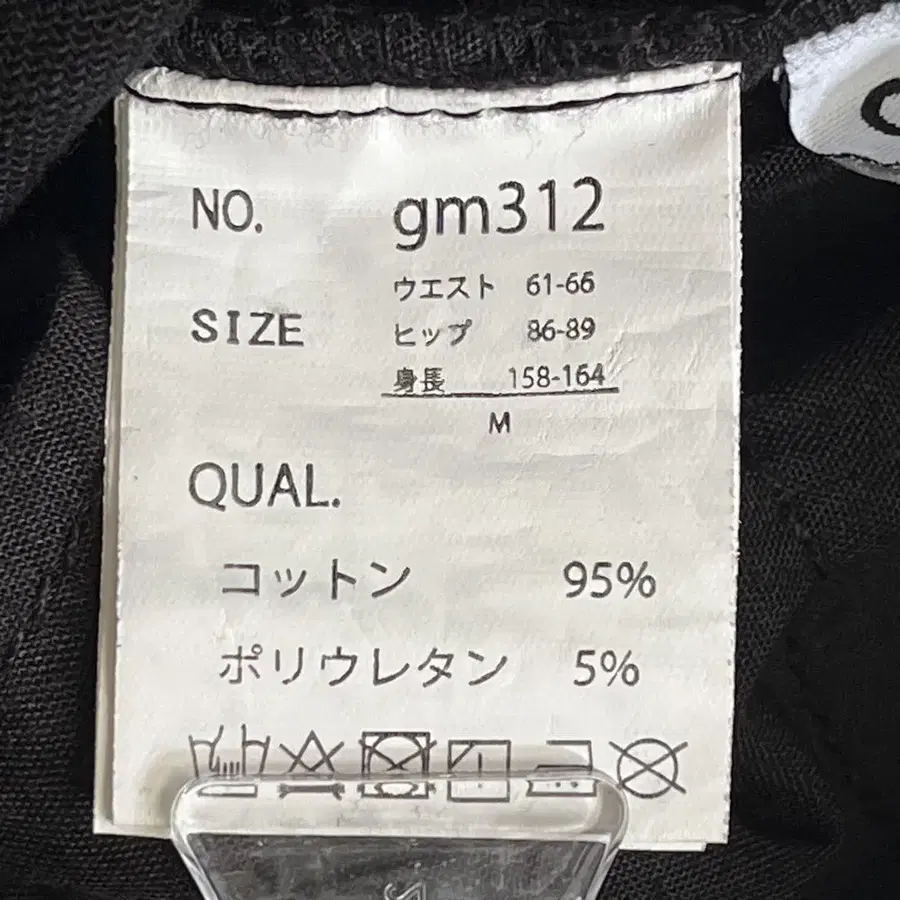 NO. gm312
SIZE
ウエスト 61-66
ヒップ 86-89
身長 158-164
M
QUAL.
コットン 95%
ポリウレタン 5%